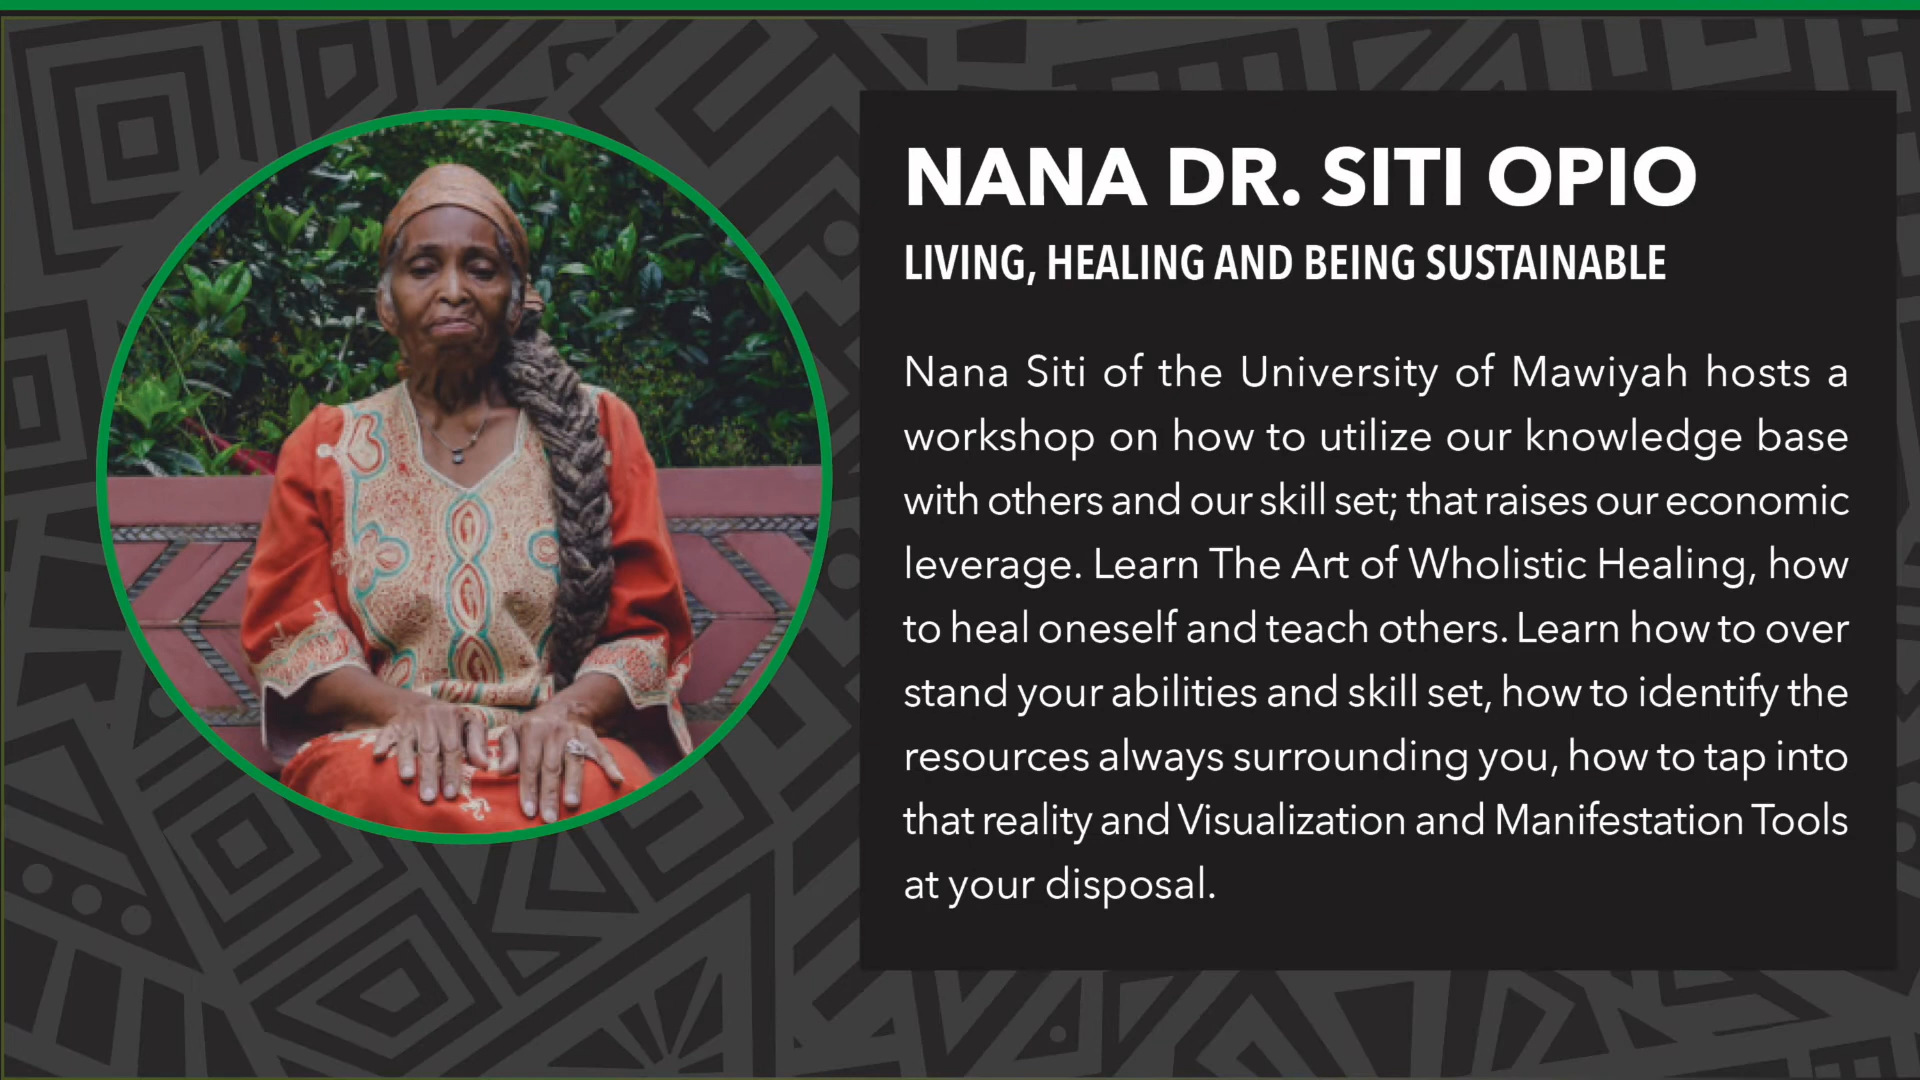 NANA DR. SITI OPIO
LIVING, HEALING AND BEING SUSTAINABLE
Nana Siti of the University of Mawiyah hosts a
workshop on how to utilize our knowledge base
with others and our skill set; that raises our economic
leverage. Learn The Art of Wholistic Healing, how
to heal oneself and teach others. Learn how to over
stand your abilities and skill set, how to identify the
resources always surrounding you, how to tap into
that reality and Visualization and Manifestation Tools
at your disposal.